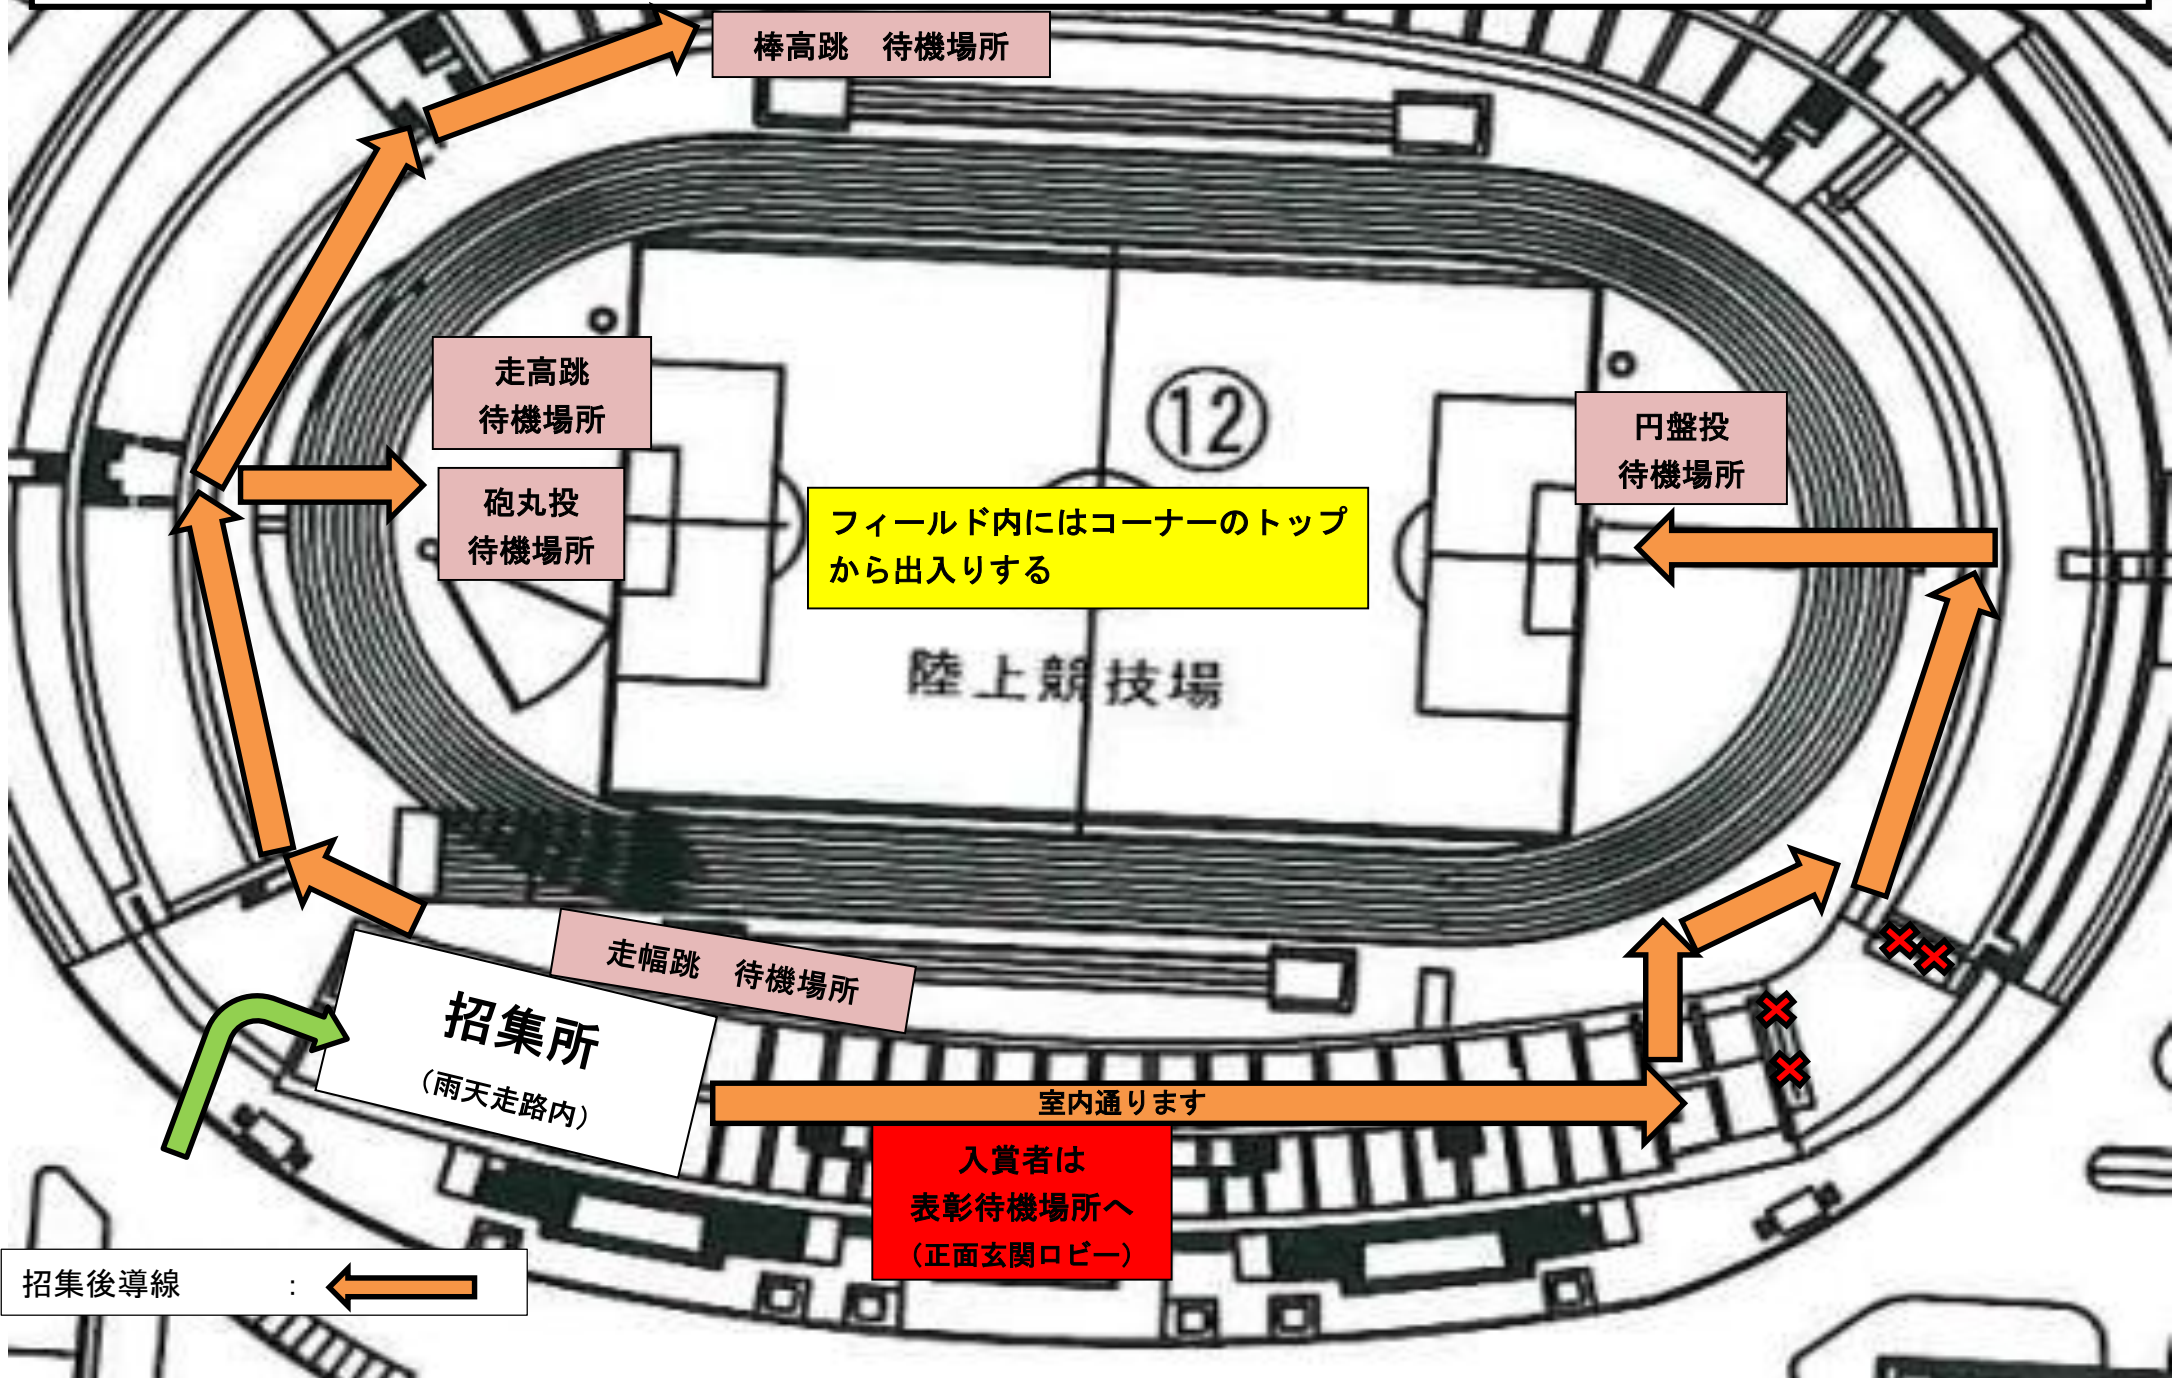 棒高跳　待機場所
走高跳
待機場所
砲丸投
待機場所
⑫
円盤投
待機場所
フィールド内にはコーナーのトップ
から出入りする
陸上競技場
走幅跳　待機場所
招集所
（雨天走路内）
室内通ります
入賞者は
表彰待機場所へ
（正面玄関ロビー）
招集後導線　　　：